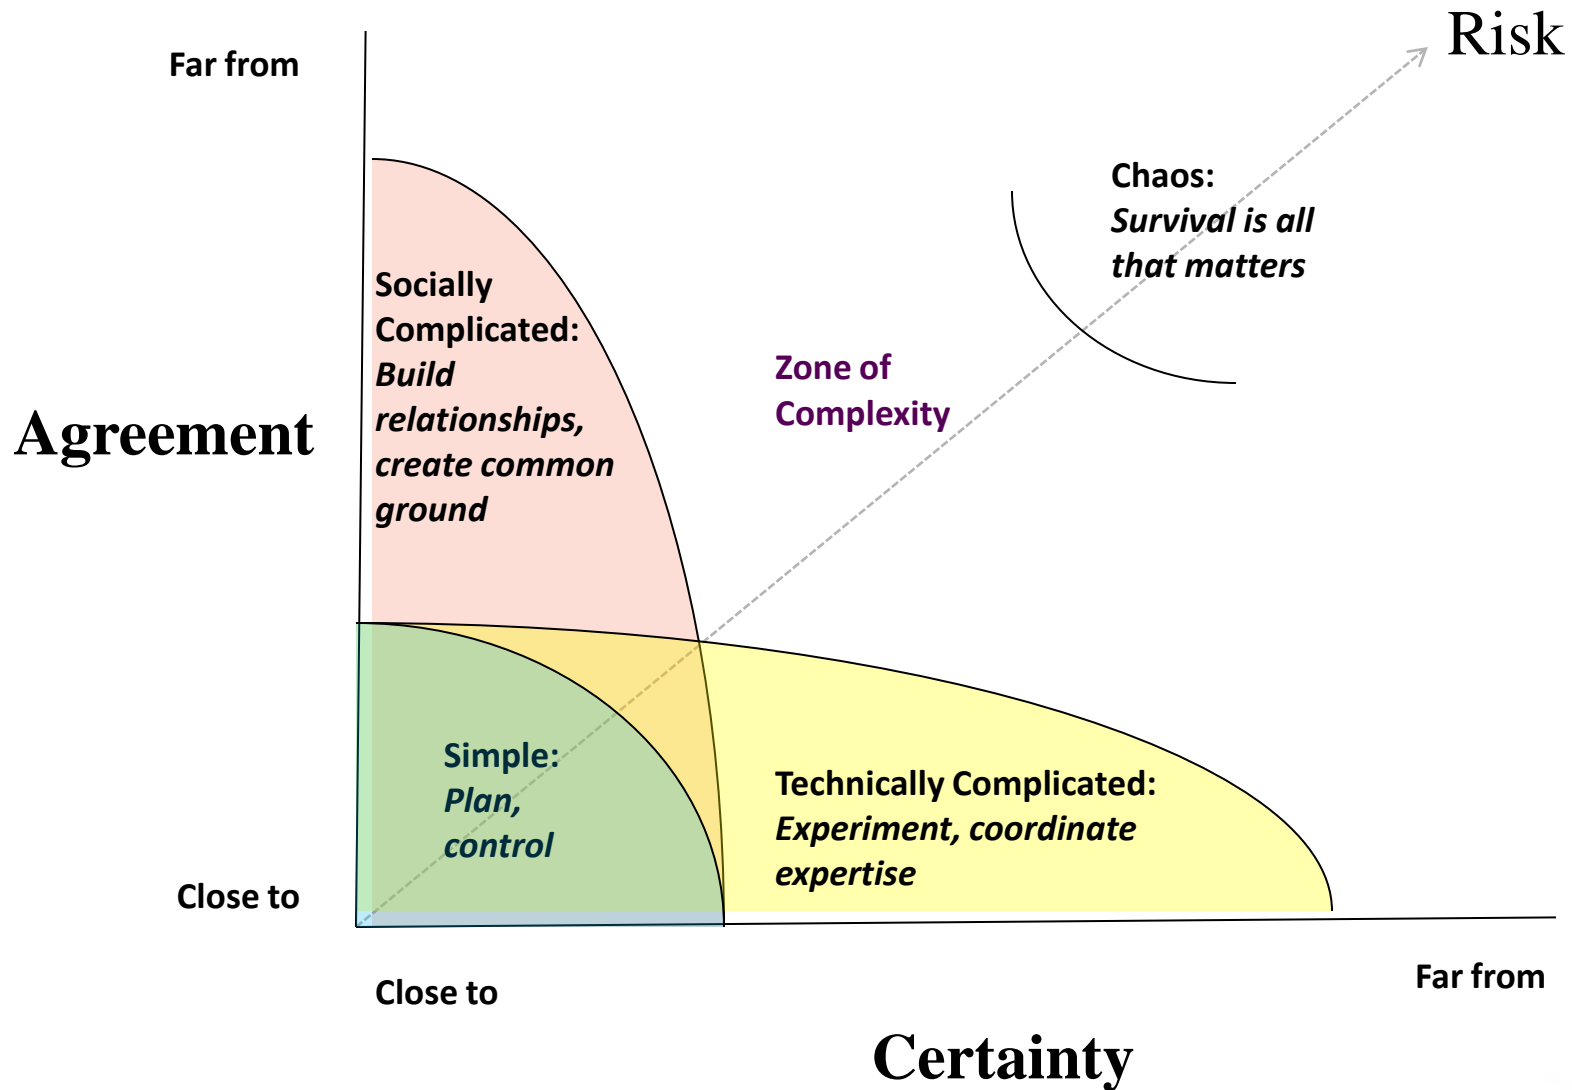 Risk
Far from
Chaos:
Survival is all
that matters
Socially
Complicated:
Build
relationships,
create common
ground
Zone of
Complexity
Agreement
Simple:
Plan,
control
Technically Complicated:
Experiment, coordinate
expertise
Close to
Close to
Far from
Certainty